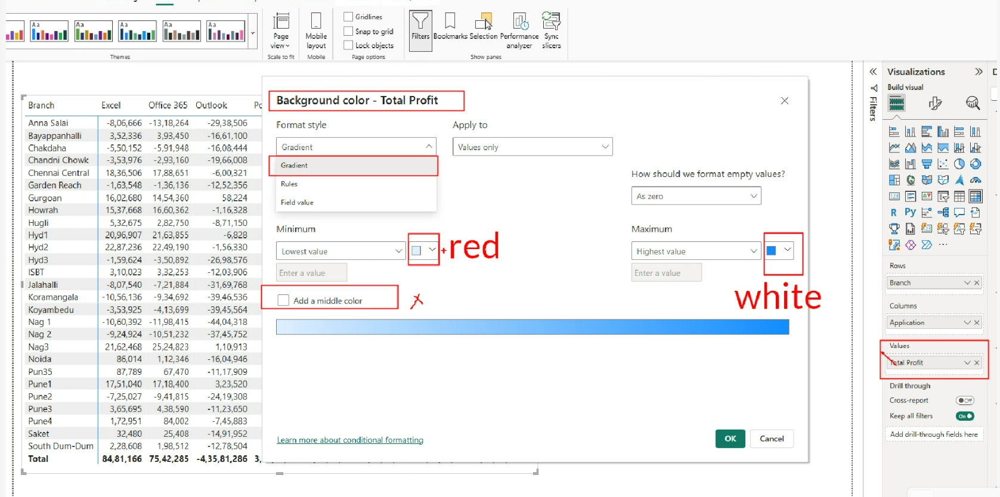 Aa Aa Aa Aa Aa
Page view
Mobile layout
Gridlines
Snap to grid
Lock objects
Filters
Bookmarks
Selection
Performance analyzer
Sync slicers
Themes
Scale to fit
Mobile
Page options
Show panes
Branch Excel Office 365 Outlook
Anna Salai -8,06,666 -13,18,264 -29,38,506
Bayappanhalli 3,52,336 3,93,450 -16,61,100
Chakdaha -5,50,152 -5,91,948 -16,08,444
Chandni Chowk -3,53,976 -2,93,160 -19,66,008
Chennai Central 18,36,506 17,88,651 -6,00,321
Garden Reach -1,63,548 -1,36,136 -12,52,356
Gurgoan 16,02,680 14,54,360 58,224
Howrah 15,37,668 16,60,362 -1,16,328
Hugli 5,32,675 2,82,750 -8,71,150
Hyd1 20,96,907 21,63,855 -6,828
Hyd2 22,87,236 22,49,190 -1,56,330
Hyd3 -1,59,624 -3,50,892 -26,98,576
ISBT 3,10,023 3,32,253 -12,03,906
Jalahalli -8,07,540 -7,21,884 -31,69,768
Koramangala -10,56,136 -9,34,692 -39,46,536
Koyambedu -3,53,925 -4,13,699 -39,45,564
Nag 1 -10,60,392 -11,98,415 -44,04,318
Nag 2 -9,24,924 -10,51,232 -37,45,752
Nag3 21,62,468 25,24,823 1,10,913
Noida 86,014 1,12,346 -16,04,946
Pun35 87,789 67,470 -11,17,909
Pune1 17,51,040 17,18,400 3,23,520
Pune2 -7,25,027 -9,41,815 -24,19,308
Pune3 3,65,695 4,38,590 -11,23,650
Pune4 1,72,951 84,002 -7,45,883
Saket 32,480 25,408 -14,91,952
South Dum-Dum 2,28,608 1,98,512 -12,78,504
Total 84,81,166 75,42,285 -4,35,81,286 3,
Background color - Total Profit
Format style
Apply to
Gradient
Values only
Gradient
Rules
Field value
How should we format empty values?
As zero
Minimum
Maximum
Lowest value
+red
Highest value
Enter a value
Enter a value
white
Add a middle color
x
Learn more about conditional formatting
OK
Cancel
Filters
Visualizations
Build visual
123
R Py
123
Rows
Branch
Columns
Application
Values
Total Profit
Drill through
Cross-report Off
Keep all filters On
Add drill-through fields here